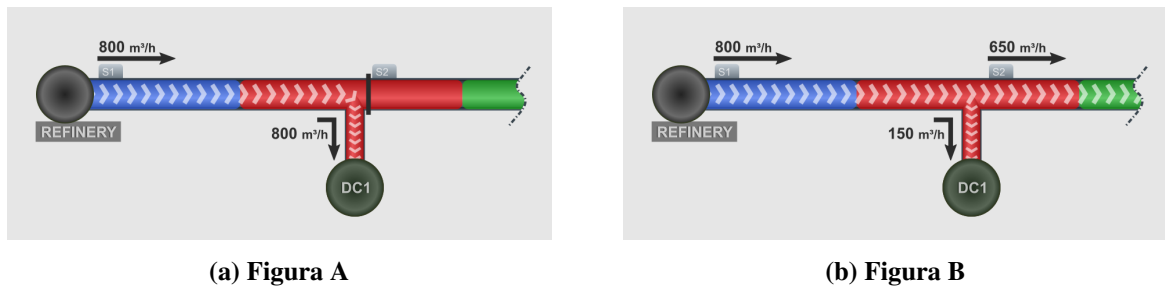 800 m³/h
S1
S2
REFINERY
800 m³/h
DC1
(a) Figura A
800 m³/h
650 m³/h
S1
S2
REFINERY
150 m³/h
DC1
(b) Figura B